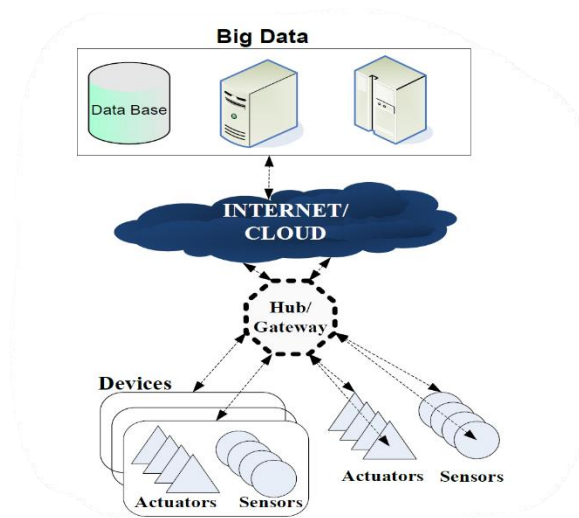 Big Data
Data Base
INTERNET/
CLOUD
Hub/
Gateway
Devices
Actuators
Sensors
Actuators
Sensors